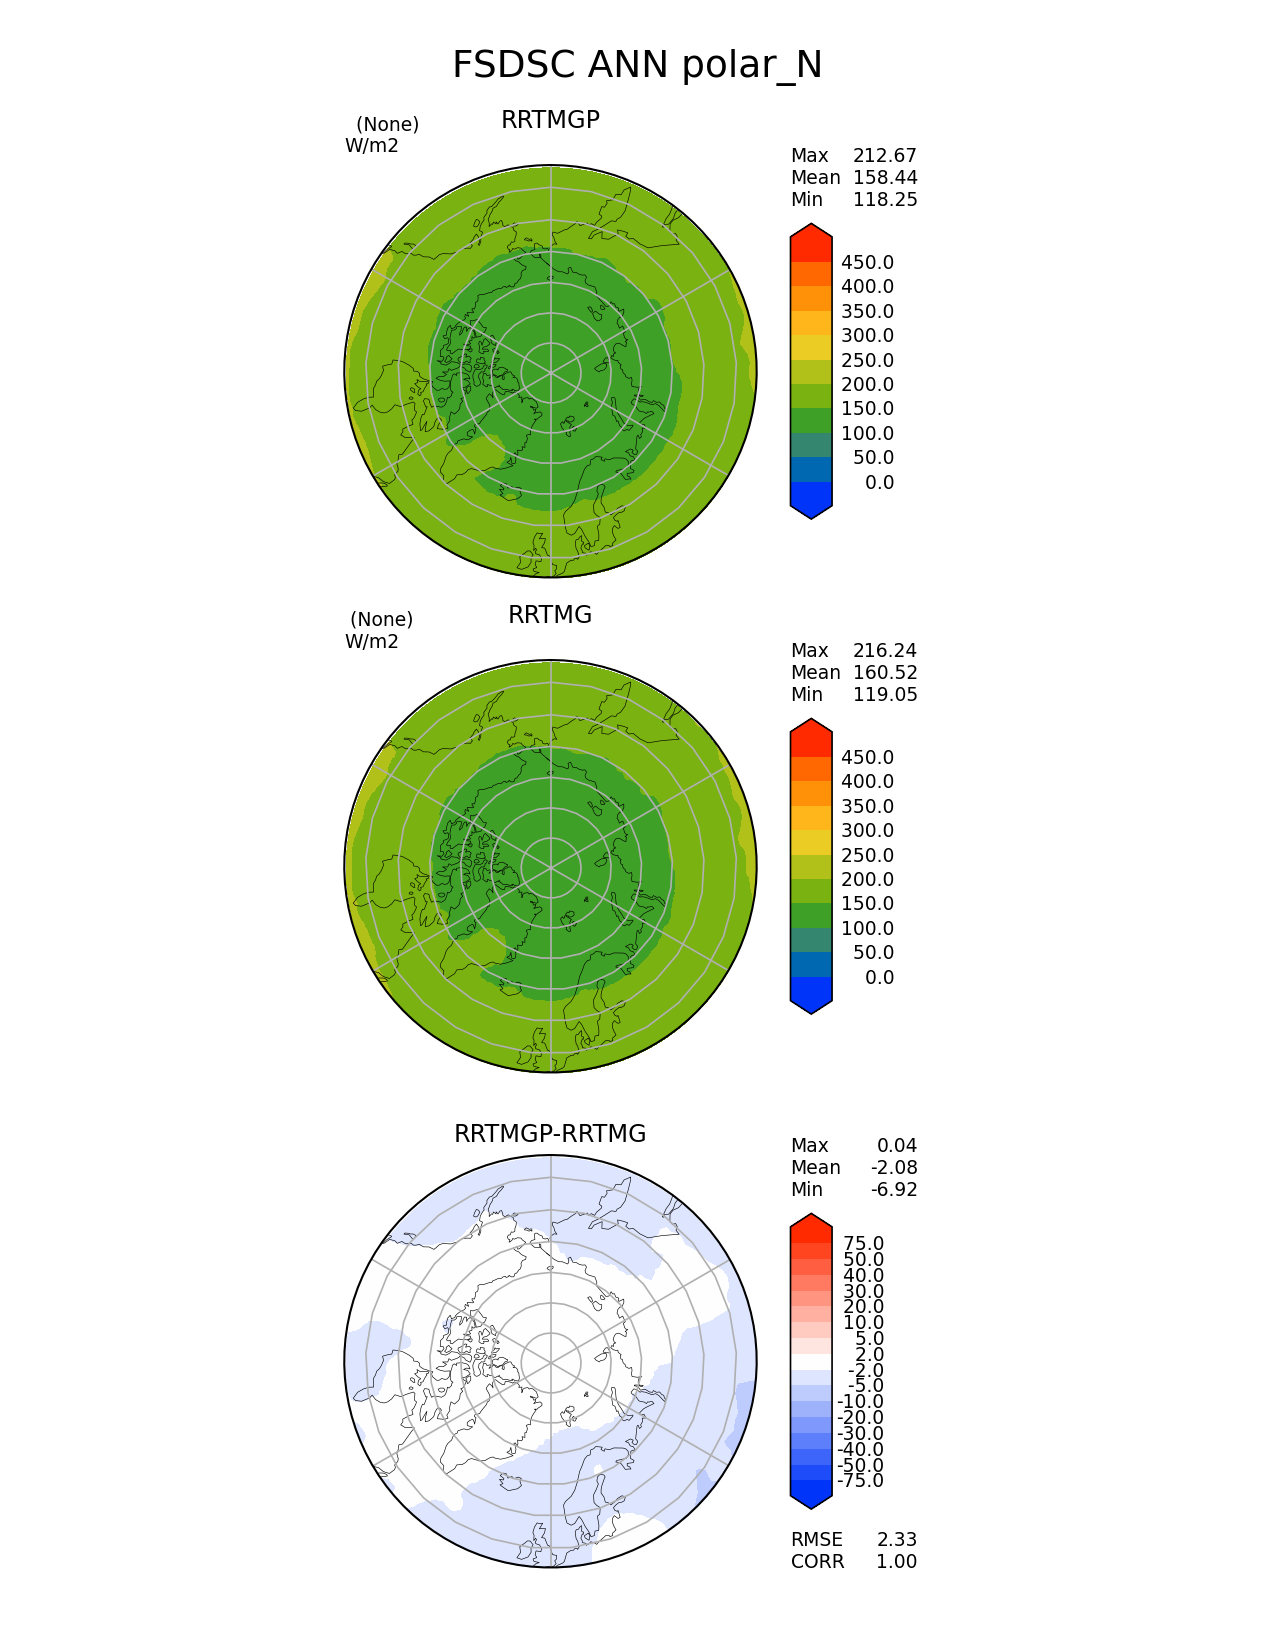 FSDSC ANN polar_N
RRTMGP
(None)
W/m2
Max 212.67
Mean 158.44
Min 118.25
450.0
400.0
350.0
300.0
250.0
200.0
150.0
100.0
50.0
0.0
RRTMG
(None)
W/m2
Max 216.24
Mean 160.52
Min 119.05
450.0
400.0
350.0
300.0
250.0
200.0
150.0
100.0
50.0
0.0
RRTMGP-RRTMG
Max 0.04
Mean -2.08
Min -6.92
75.0
50.0
40.0
30.0
20.0
10.0
5.0
2.0
-2.0
-5.0
-10.0
-20.0
-30.0
-40.0
-50.0
-75.0
RMSE 2.33
CORR 1.00